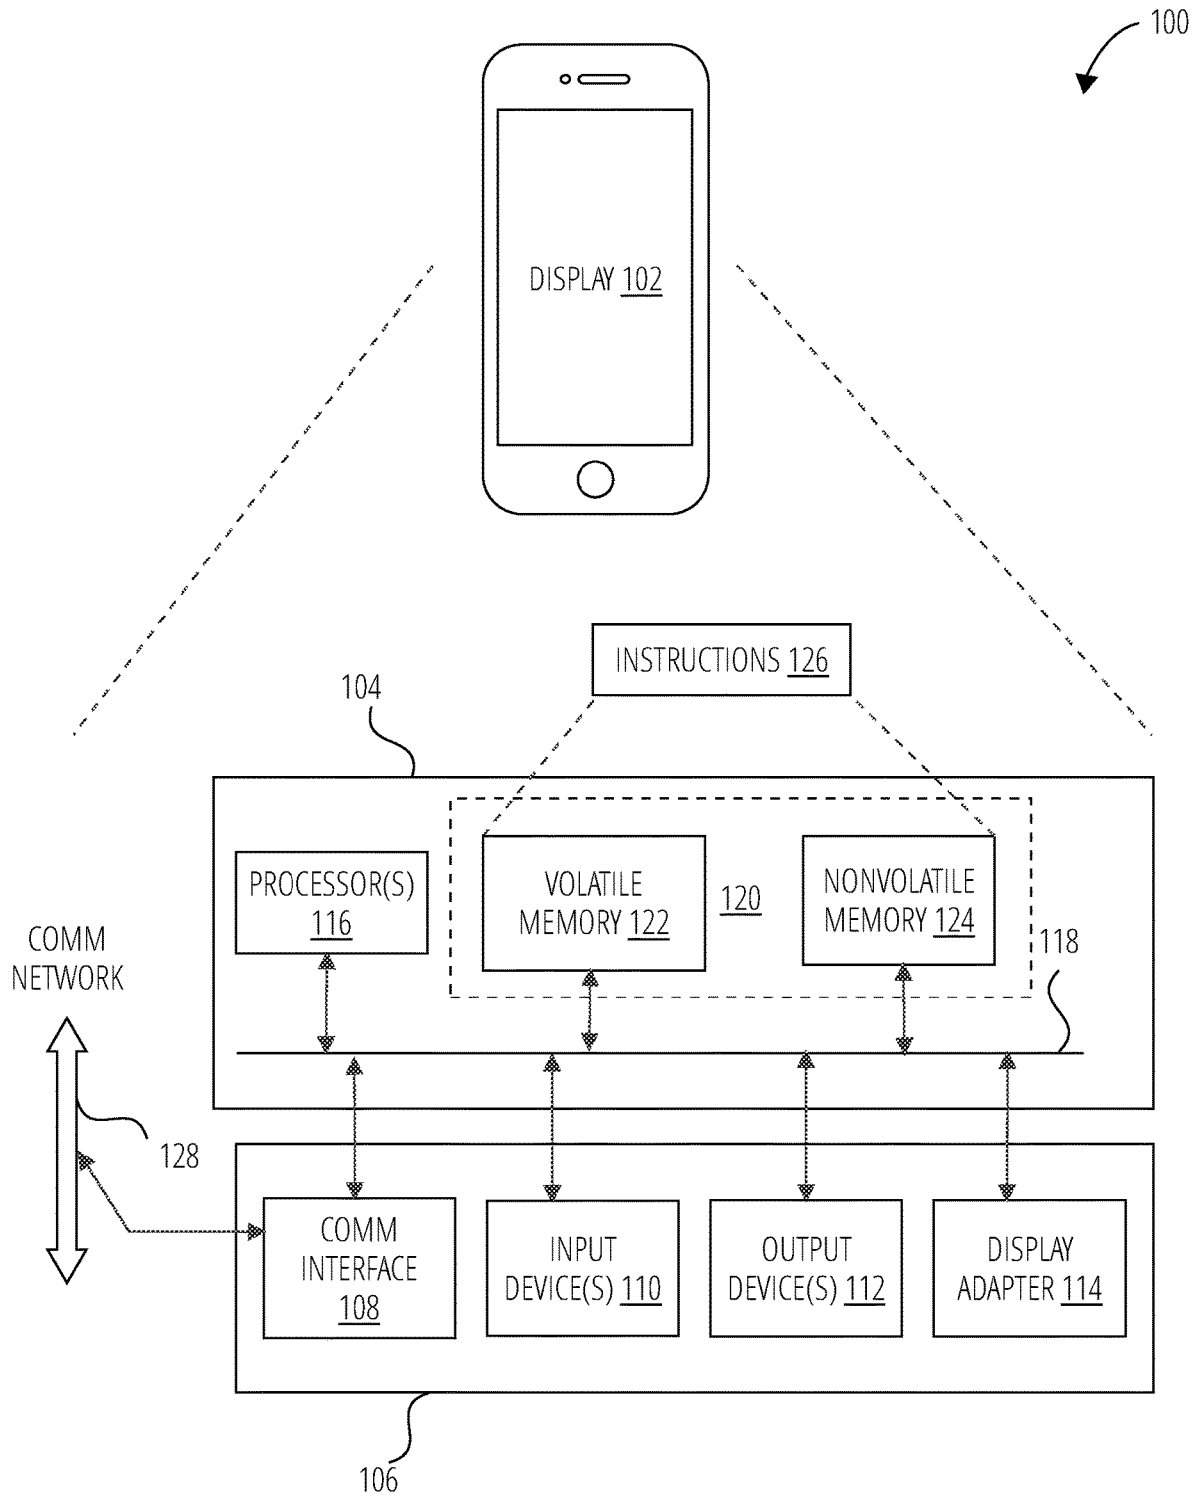 100
DISPLAY 102
INSTRUCTIONS 126
104
PROCESSOR(S)
116
VOLATILE
MEMORY 122
120
NONVOLATILE
MEMORY 124
118
COMM
NETWORK
128
COMM
INTERFACE
108
INPUT
DEVICE(S) 110
OUTPUT
DEVICE(S) 112
DISPLAY
ADAPTER 114
106